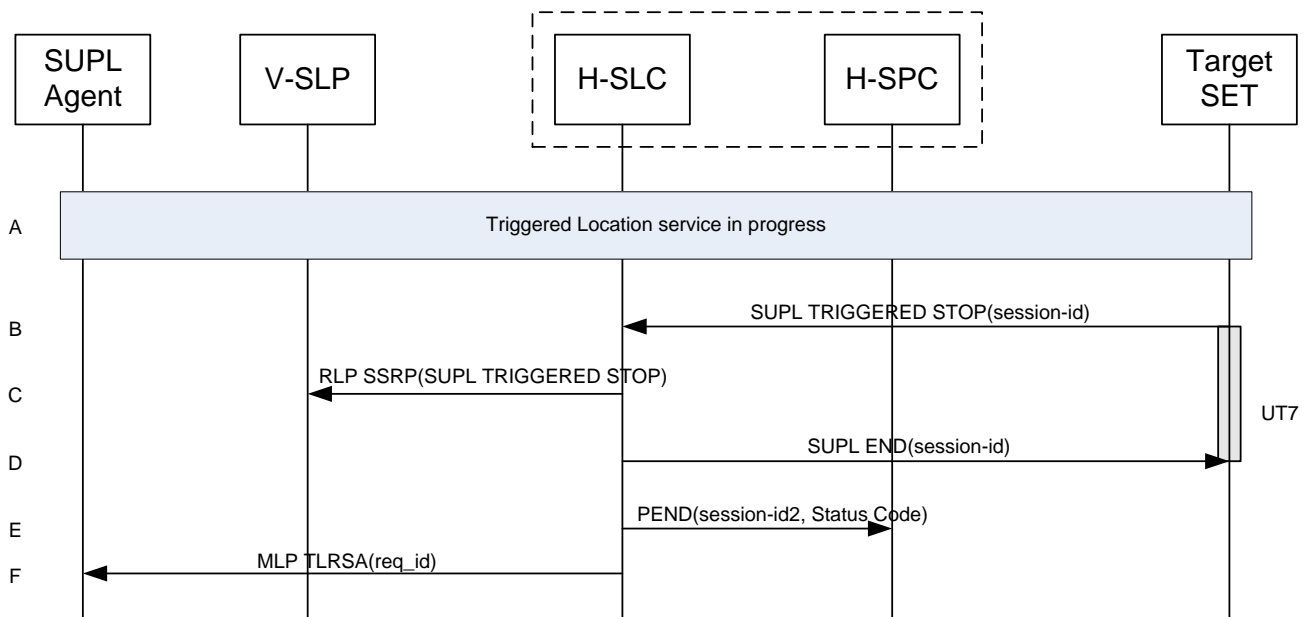 SUPL
Agent
V-SLP
H-SLC
H-SPC
Target
SET
A
Triggered Location service in progress
B
SUPL TRIGGERED STOP(session-id)
C
RLP SSRP(SUPL TRIGGERED STOP)
UT7
D
SUPL END(session-id)
E
PEND(session-id2, Status Code)
F
MLP TLRSA(req_id)